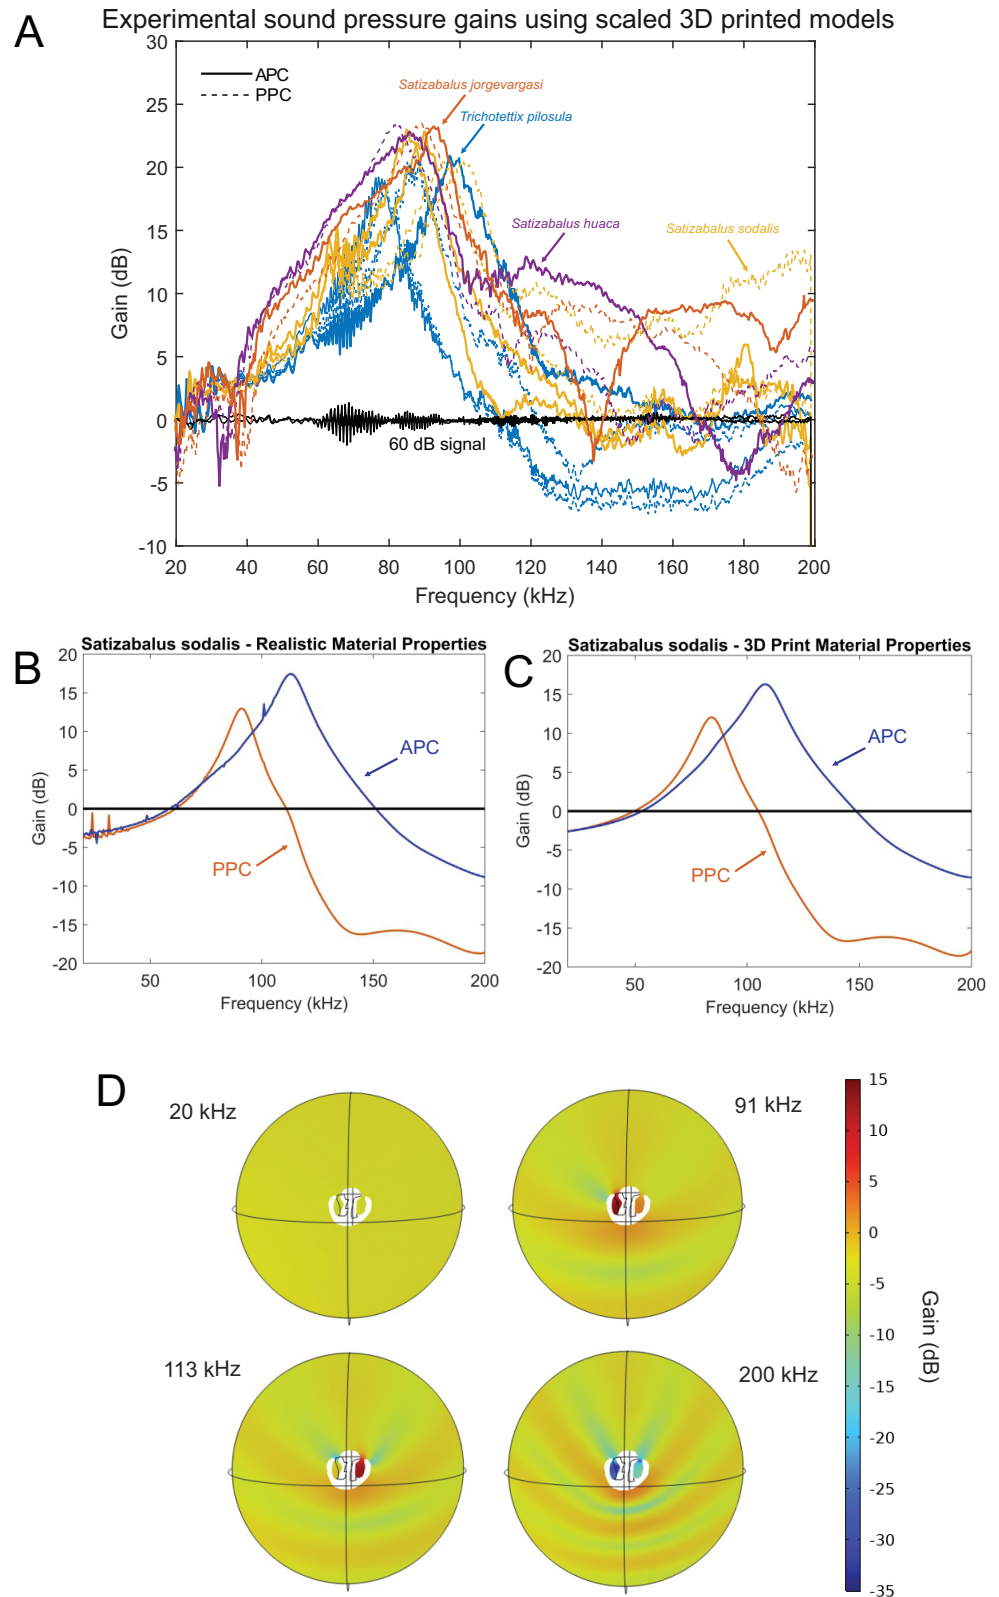 A
Experimental sound pressure gains using scaled 3D printed models
30
25
20
15
10
5
0
-5
-10
Gain (dB)
APC
PPC
Satizabalus jorgevargasi
Trichotettix pilosula
Satizabalus huaca
Satizabalus sodalis
60 dB signal
20 40 60 80 100 120 140 160 180 200
Frequency (kHz)
B
Satizabalus sodalis - Realistic Material Properties
20
15
10
5
0
-5
-10
-15
-20
Gain (dB)
APC
PPC
50 100 150 200
Frequency (kHz)
C
Satizabalus sodalis - 3D Print Material Properties
20
15
10
5
0
-5
-10
-15
-20
Gain (dB)
APC
PPC
50 100 150 200
Frequency (kHz)
D
20 kHz
91 kHz
113 kHz
200 kHz
15
10
5
0
-5
-10
-15
-20
-25
-30
-35
Gain (dB)